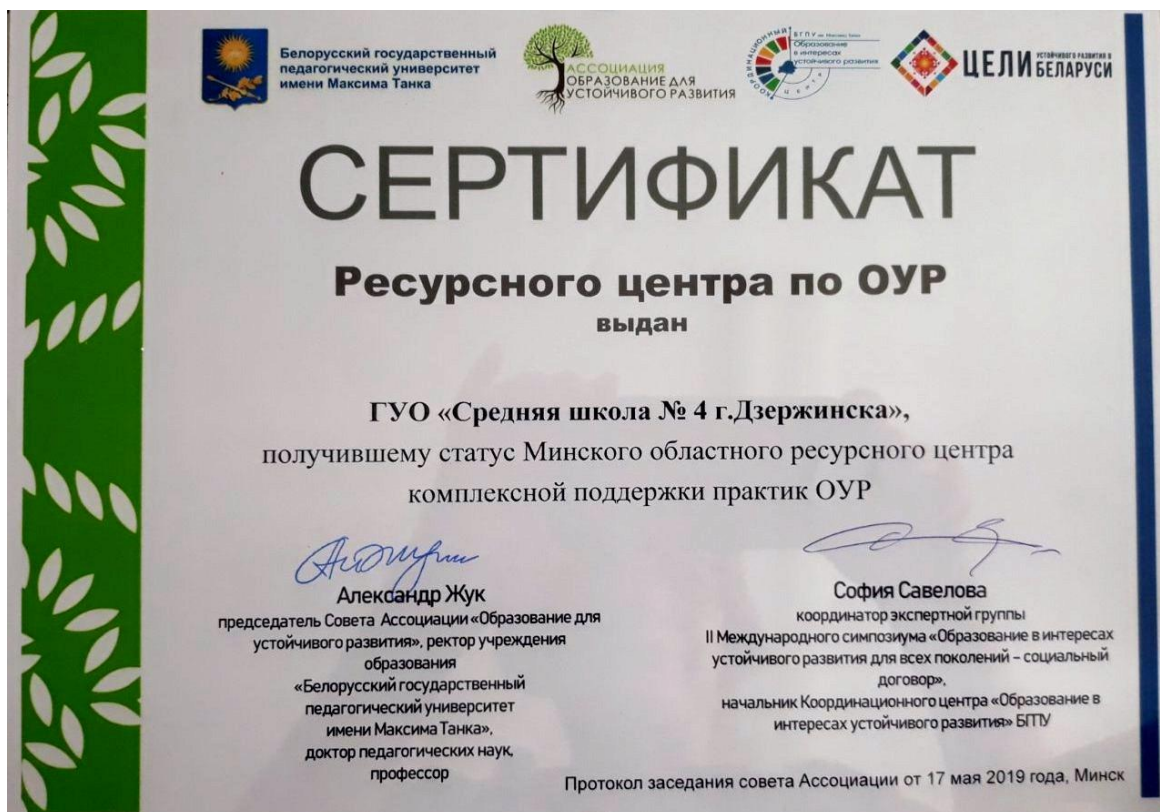 Белорусский государственный
педагогический университет
имени Максима Танка
АССОЦИАЦИЯ
ОБРАЗОВАНИЕ ДЛЯ
УСТОЙЧИВОГО РАЗВИТИЯ
КООРДИНАЦИОННЫЙ
ЦЕНТР
Образование
в интересах
устойчивого развития
ЦЕЛИ УСТОЙЧИВОГО РАЗВИТИЯ В
БЕЛАРУСИ
СЕРТИФИКАТ
Ресурсного центра по ОУР
выдан
ГУО «Средняя школа № 4 г.Дзержинска»,
получившему статус Минского областного ресурсного центра
комплексной поддержки практик ОУР
Александр Жук
председатель Совета Ассоциации «Образование для
устойчивого развития», ректор учреждения
образования
«Белорусский государственный
педагогический университет
имени Максима Танка»,
доктор педагогических наук,
профессор
София Савелова
координатор экспертной группы
II Международного симпозиума «Образование в интересах
устойчивого развития для всех поколений – социальный
договор»,
начальник Координационного центра «Образование в
интересах устойчивого развития» БГПУ
Протокол заседания совета Ассоциации от 17 мая 2019 года, Минск